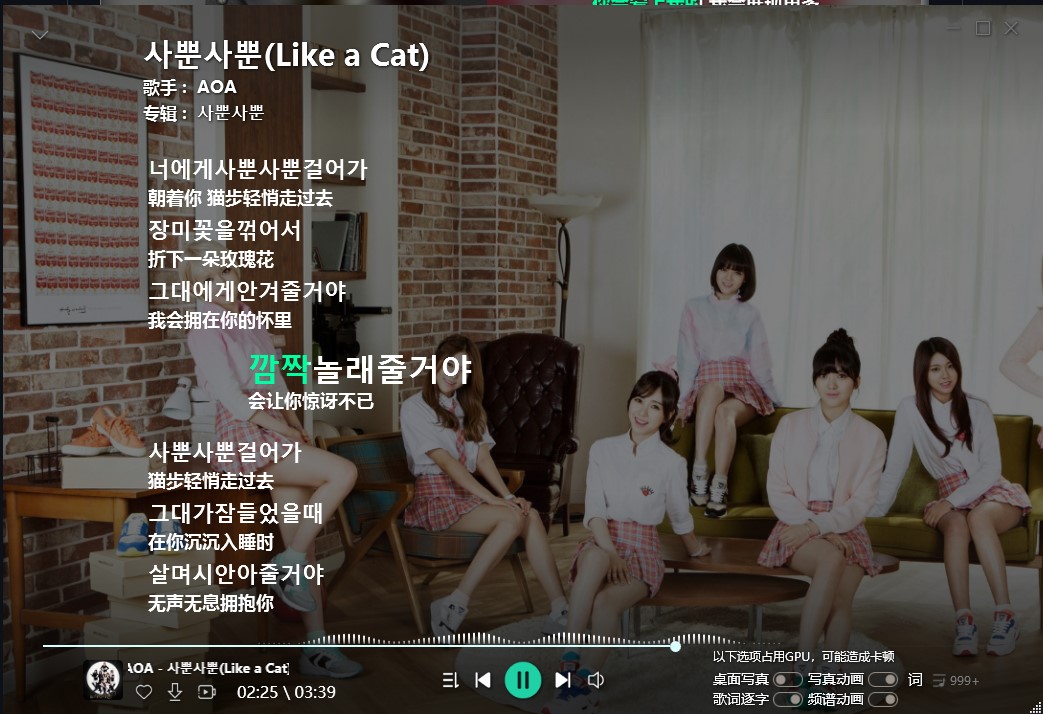 사뿐사뿐(Like a Cat)
歌手： AOA
专辑： 사뿐사뿐
너에게사뿐사뿐걸어가
朝着你 猫步轻悄走过去
장미꽃을꺾어서
折下一朵玫瑰花
그대에게안겨줄거야
我会拥在你的怀里
깜짝놀래줄거야
会让你惊讶不已
사뿐사뿐걸어가
猫步轻悄走过去
그대가잠들었을때
在你沉沉入睡时
살며시안아줄거야
无声无息拥抱你
AOA - 사뿐사뿐(Like a Cat)
02:25 \ 03:39
以下选项占用GPU，可能造成卡顿
桌面写真 写真动画 词 999+
歌词逐字 频谱动画